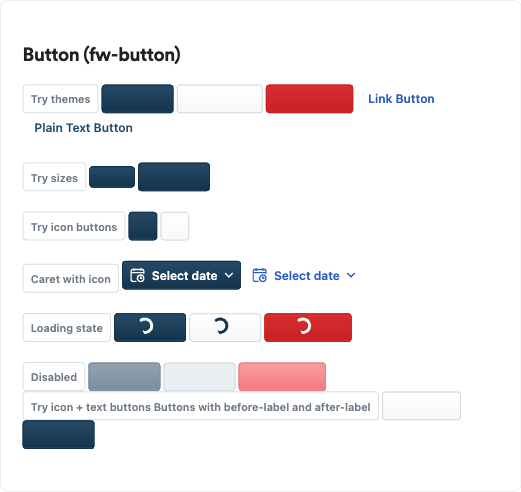 Button (fw-button)
Try themes Link Button
Plain Text Button
Try sizes
Try icon buttons
Caret with icon Select date Select date
Loading state
Disabled
Try icon + text buttons Buttons with before-label and after-label